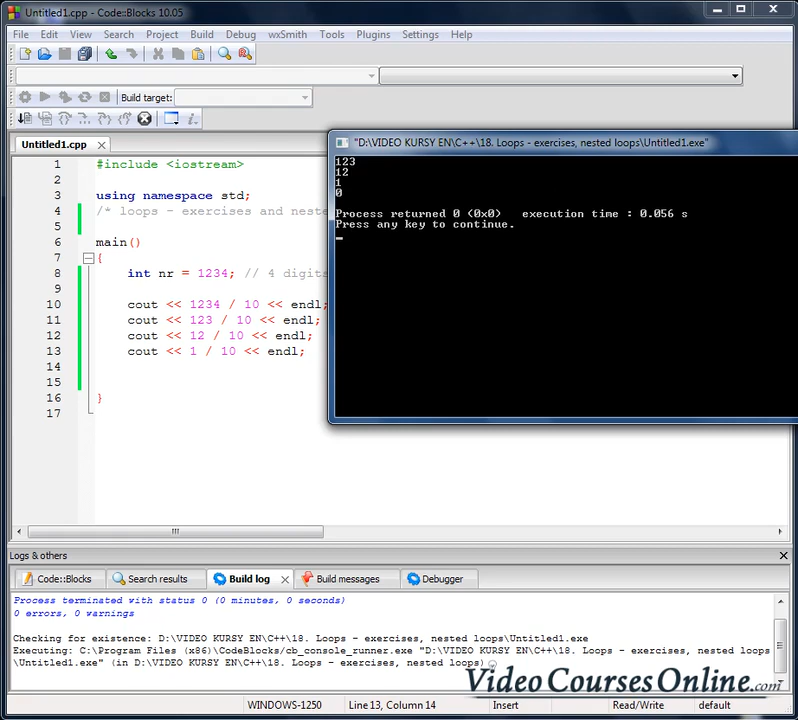 Untitled1.cpp - Code::Blocks 10.05
File Edit View Search Project Build Debug wxSmith Tools Plugins Settings Help
Build target:
Untitled1.cpp
1 #include <iostream>
2
3 using namespace std;
4 /* loops - exercises and neste
5
6 main()
7 {
8 int nr = 1234; // 4 digits
9
10 cout << 1234 / 10 << endl;
11 cout << 123 / 10 << endl;
12 cout << 12 / 10 << endl;
13 cout << 1 / 10 << endl;
14
15
16 }
17
"D:\VIDEO KURSY EN\C++\18. Loops - exercises, nested loops\Untitled1.exe"
123
12
1
0
Process returned 0 (0x0) execution time : 0.056 s
Press any key to continue.
Logs & others
Code::Blocks Search results Build log Build messages Debugger
Process terminated with status 0 (0 minutes, 0 seconds)
0 errors, 0 warnings
Checking for existence: D:\VIDEO KURSY EN\C++\18. Loops - exercises, nested loops\Untitled1.exe
Executing: C:\Program Files (x86)\CodeBlocks/cb_console_runner.exe "D:\VIDEO KURSY EN\C++\18. Loops - exercises, nested loops
\Untitled1.exe" (in D:\VIDEO KURSY EN\C++\18. Loops - exercises, nested loops)
VideoCoursesOnline.com
WINDOWS-1250 Line 13, Column 14 Insert Read/Write default